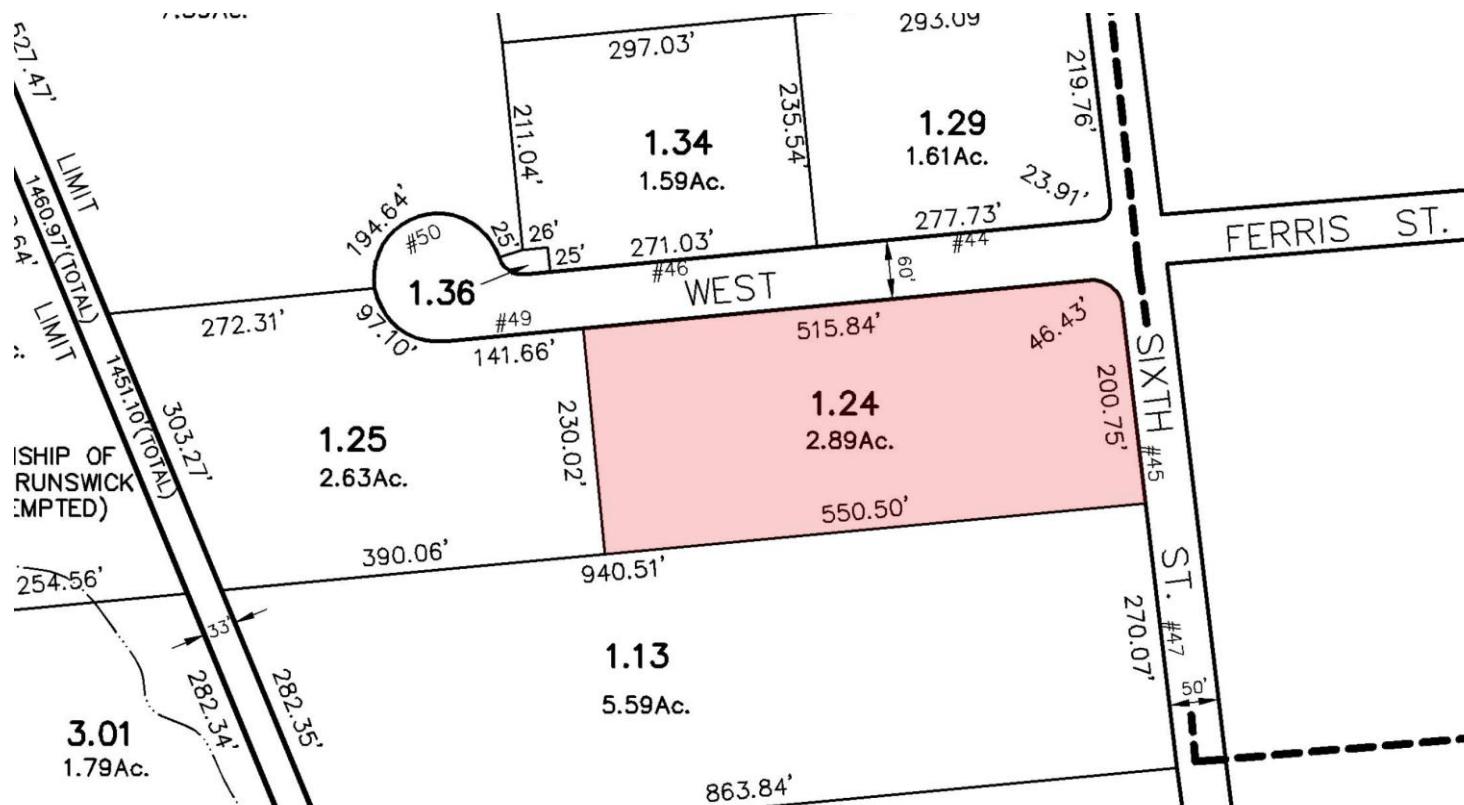 297.03'
293.09
527.47'
219.76'
211.04'
235.54'
1.34
1.59Ac.
1.29
1.61Ac.
23.91'
LIMIT
1460.97'(TOTAL)
194.64'
#50
25'
26'
25'
271.03'
#46
277.73'
#44
FERRIS ST.
60'
WEST
1.36
272.31'
97.10'
#49
141.66'
515.84'
46.43'
LIMIT
1451.10'(TOTAL)
303.27'
230.02'
1.24
2.89Ac.
200.75'
SIXTH ST.
#45
1.25
2.63Ac.
ISHIP OF
RUNSWICK
EMPTED)
550.50'
390.06'
940.51'
254.56'
33'
270.07'
#47
1.13
5.59Ac.
50'
282.34'
282.35'
3.01
1.79Ac.
863.84'